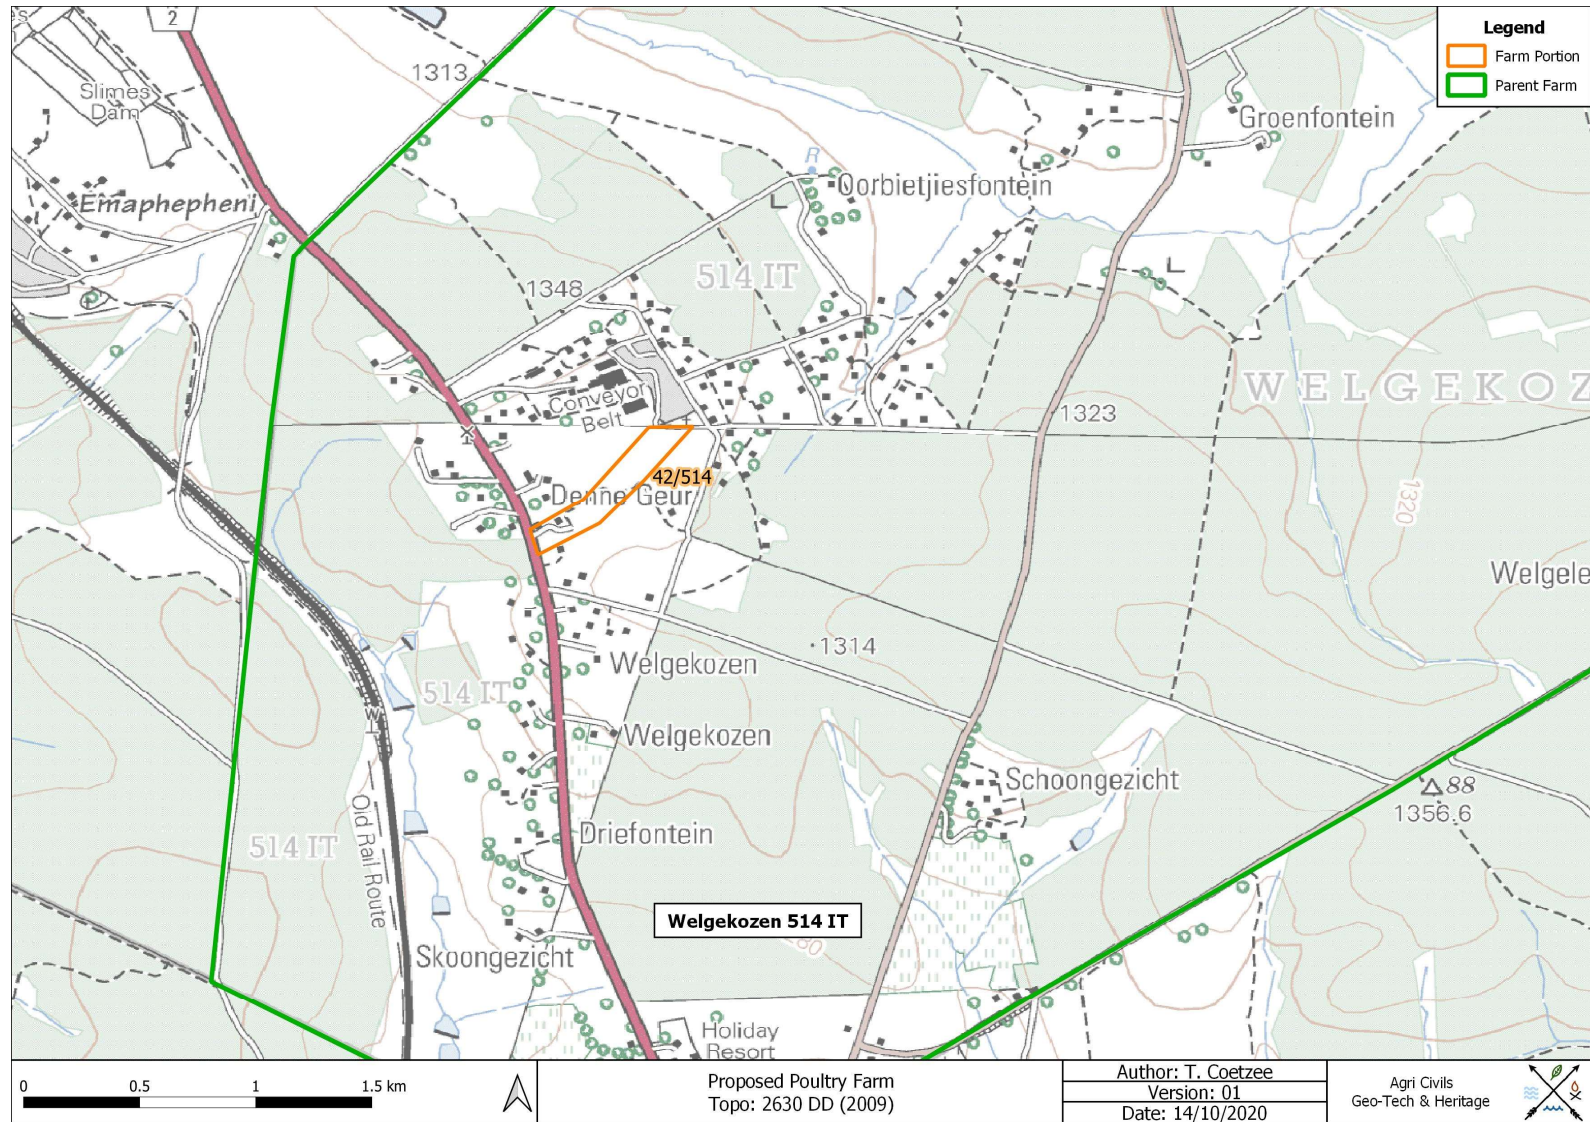 2
Legend
Farm Portion
Parent Farm
1313
Slimes
Dam
Groenfontein
R
Oorbietjiesfontein
Emaphepheni
514 IT
1348
WELGEKOZ
Conveyor
Belt
1323
42/514
Denne Geur
1320
Welgele
1314
Welgekozen
514 IT
W
Welgekozen
Schoongezicht
88
1356.6
Old Rail Route
Driefontein
514 IT
Welgekozen 514 IT
Skoongezicht
Holiday
Resort
0 0.5 1 1.5 km
Proposed Poultry Farm
Topo: 2630 DD (2009)
Author: T. Coetzee
Version: 01
Date: 14/10/2020
Agri Civils
Geo-Tech & Heritage